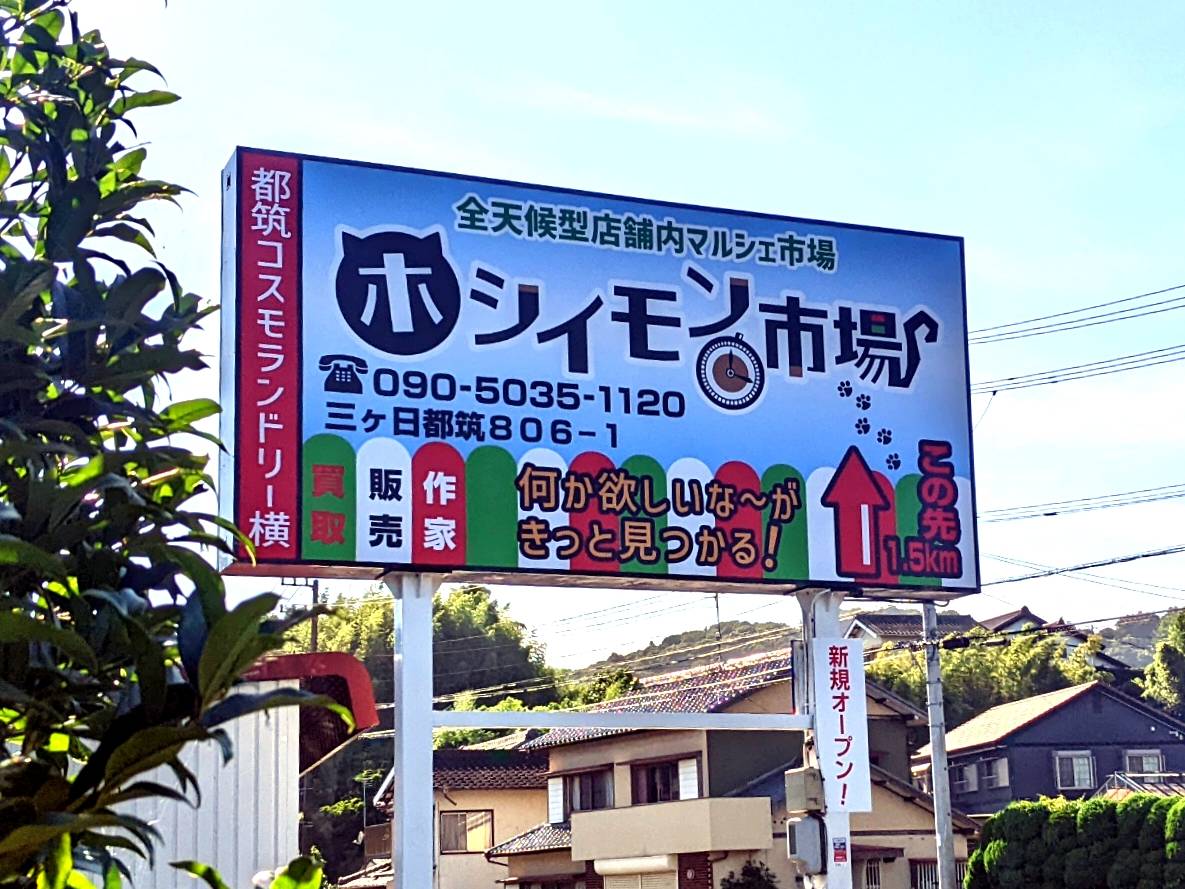 都筑コスモランドリー横
全天候型店舗内マルシェ市場
ホシイモン市場
090-5035-1120
三ヶ日都筑806-1
買取
販売
作家
何か欲しいな～が
きっと見つかる!
この先
1.5km
新規オープン!